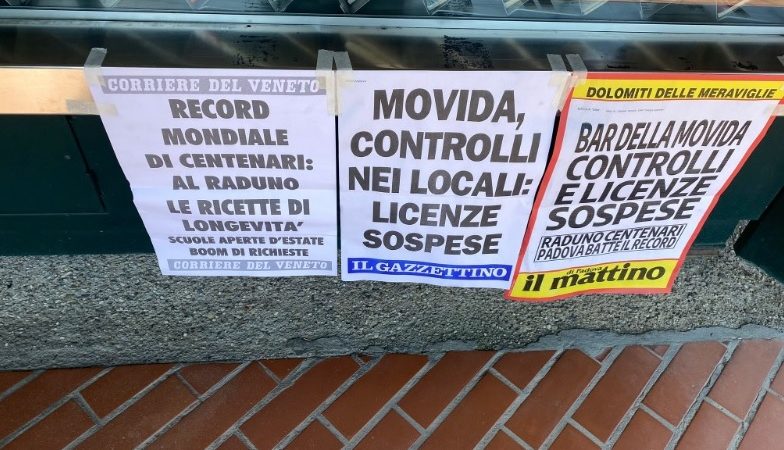 CORRIERE DEL VENETO
RECORD
MONDIALE
DI CENTENARI:
AL RADUNO
LE RICETTE DI
LONGEVITA'
SCUOLE APERTE D'ESTATE
BOOM DI RICHIESTE
CORRIERE DEL VENETO
MOVIDA,
CONTROLLI
NEI LOCALI:
LICENZE
SOSPESE
IL GAZZETTINO
DOLOMITI DELLE MERAVIGLIE
BAR DELLA MOVIDA
CONTROLLI
E LICENZE
SOSPESE
RADUNO CENTENARI
PADOVA BATTE IL RECORD
di Padova
il mattino